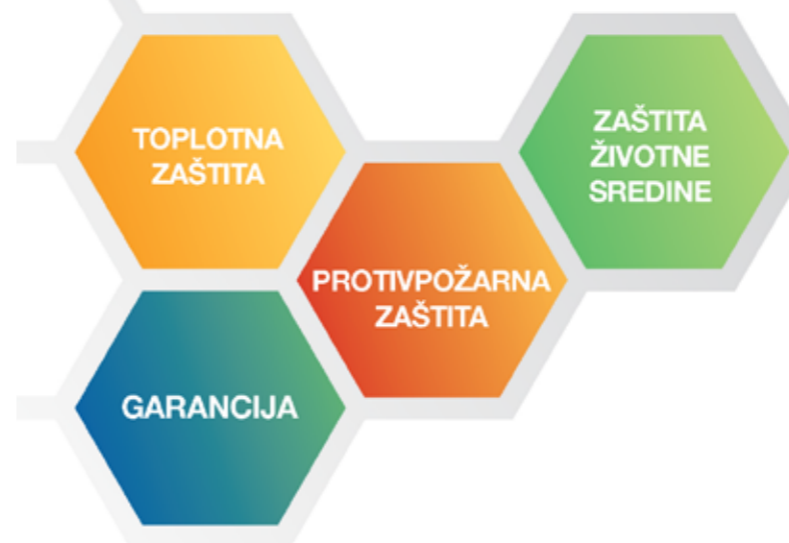 TOPLOTNA
ZAŠTITA
ZAŠTITA
ŽIVOTNE
SREDINE
PROTIVPOŽARNA
ZAŠTITA
GARANCIJA